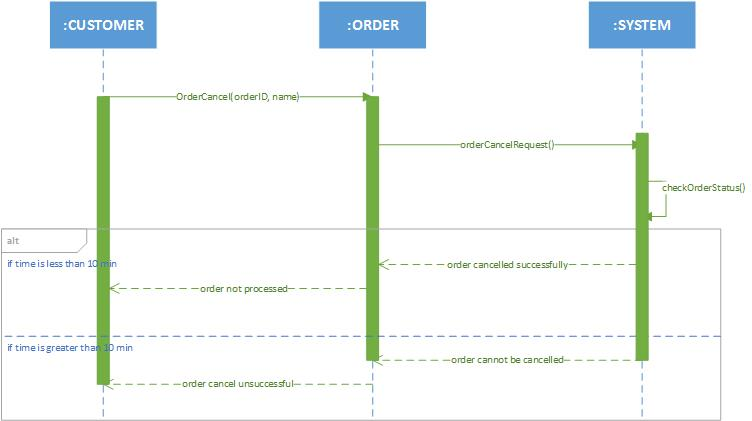 :CUSTOMER
:ORDER
:SYSTEM
OrderCancel(orderID, name)
orderCancelRequest()
checkOrderStatus()
alt
if time is less than 10 min
order cancelled successfully
order not processed
if time is greater than 10 min
order cannot be cancelled
order cancel unsuccessful